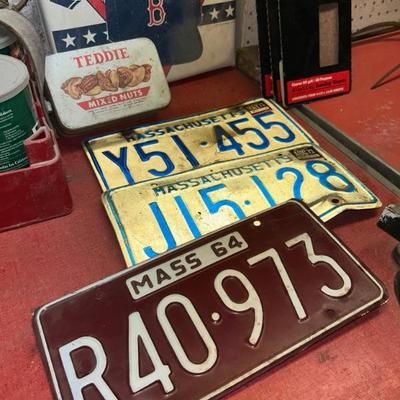 TEDDIE
MIXED NUTS
B
MASSACHUSETTS
Y51·455
MASSACHUSETTS
J15·128
MASS 64
R40·973